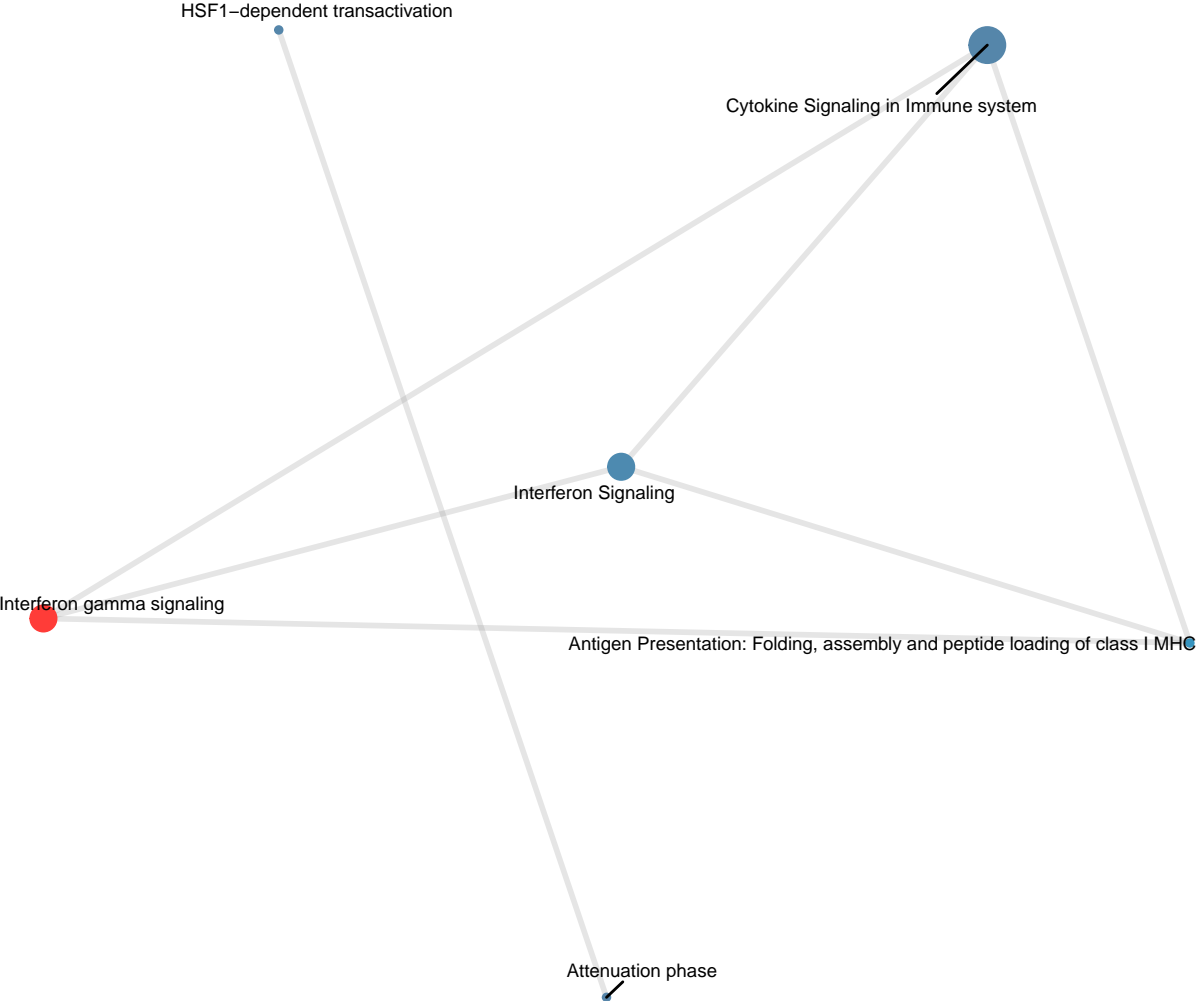 HSF1−dependent transactivation
Cytokine Signaling in Immune system
Interferon Signaling
Interferon gamma signaling
Antigen Presentation: Folding, assembly and peptide loading of class I MHC
Attenuation phase